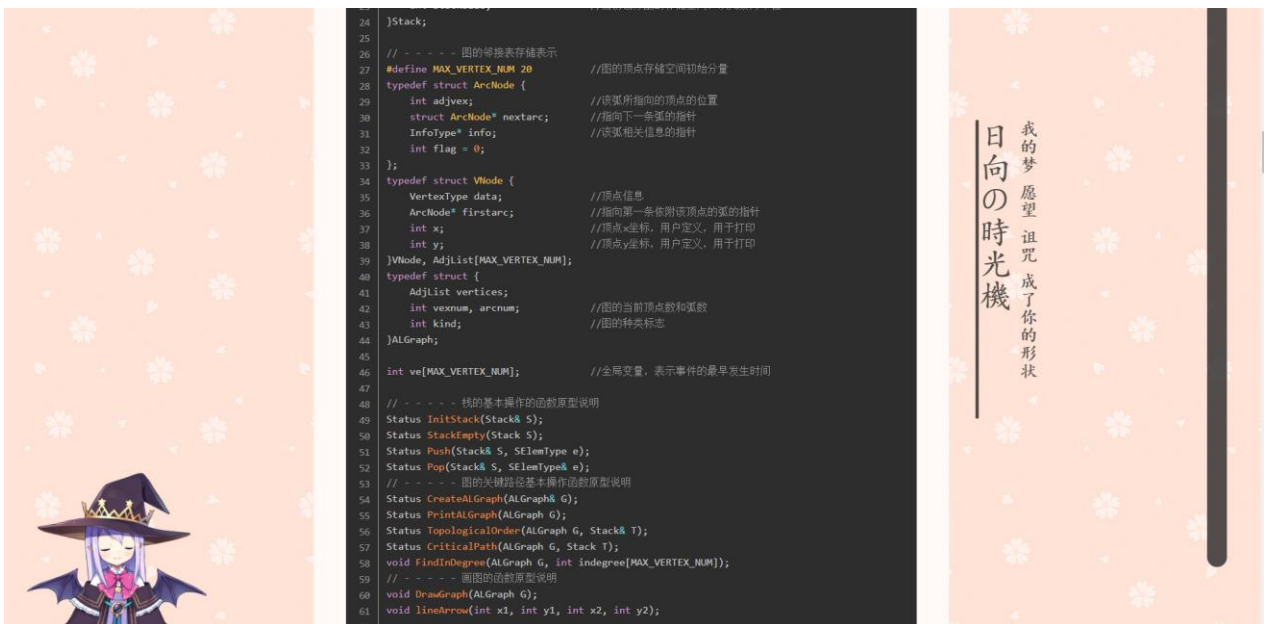 24 }Stack;
25
26 // - - - - - 图的邻接表存储表示
27 #define MAX_VERTEX_NUM 20 //图的顶点存储空间初始分量
28 typedef struct ArcNode {
29 int adjvex; //该弧所指向的顶点的位置
30 struct ArcNode* nextarc; //指向下一条弧的指针
31 InfoType* info; //该弧相关信息的指针
32 int flag = 0;
33 };
34 typedef struct VNode {
35 VertexType data; //顶点信息
36 ArcNode* firstarc; //指向第一条依附该顶点的弧的指针
37 int x; //顶点x坐标，用户定义，用于打印
38 int y; //顶点y坐标，用户定义，用于打印
39 }VNode, AdjList[MAX_VERTEX_NUM];
40 typedef struct {
41 AdjList vertices;
42 int vexnum, arcnum; //图的当前顶点数和弧数
43 int kind; //图的种类标志
44 }ALGraph;
45
46 int ve[MAX_VERTEX_NUM]; //全局变量，表示事件的最早发生时间
47
48 // - - - - - 栈的基本操作的函数原型说明
49 Status InitStack(Stack& S);
50 Status StackEmpty(Stack S);
51 Status Push(Stack& S, SElemType e);
52 Status Pop(Stack& S, SElemType& e);
53 // - - - - - 图的关键路径基本操作函数原型说明
54 Status CreateALGraph(ALGraph& G);
55 Status PrintALGraph(ALGraph G);
56 Status TopologicalOrder(ALGraph G, Stack& T);
57 Status CriticalPath(ALGraph G, Stack T);
58 void FindInDegree(ALGraph G, int indegree[MAX_VERTEX_NUM]);
59 // - - - - - 画图的函数原型说明
60 void DrawGraph(ALGraph G);
61 void lineArrow(int x1, int y1, int x2, int y2);
我的梦 愿望 诅咒 成了你的形状
日向の時光機